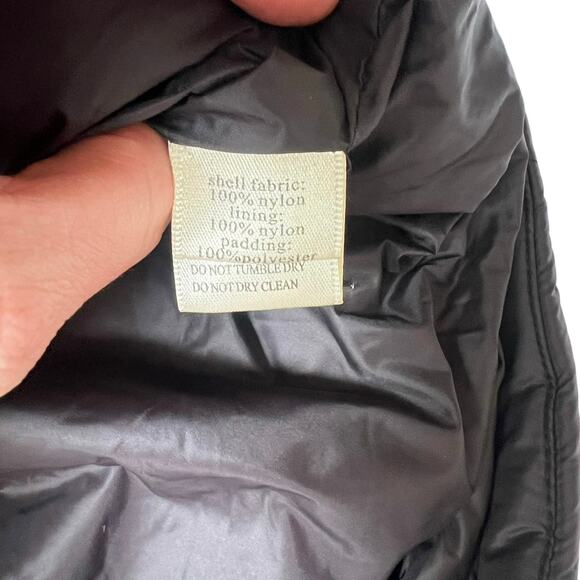 shell fabric:
100% nylon
lining:
100% nylon
padding:
100%polyester
DO NOT TUMBLE DRY
DO NOT DRY CLEAN